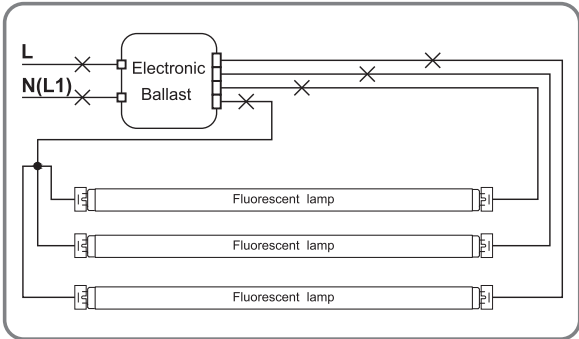 L
N(L1)
Electronic
Ballast
Fluorescent lamp
Fluorescent lamp
Fluorescent lamp